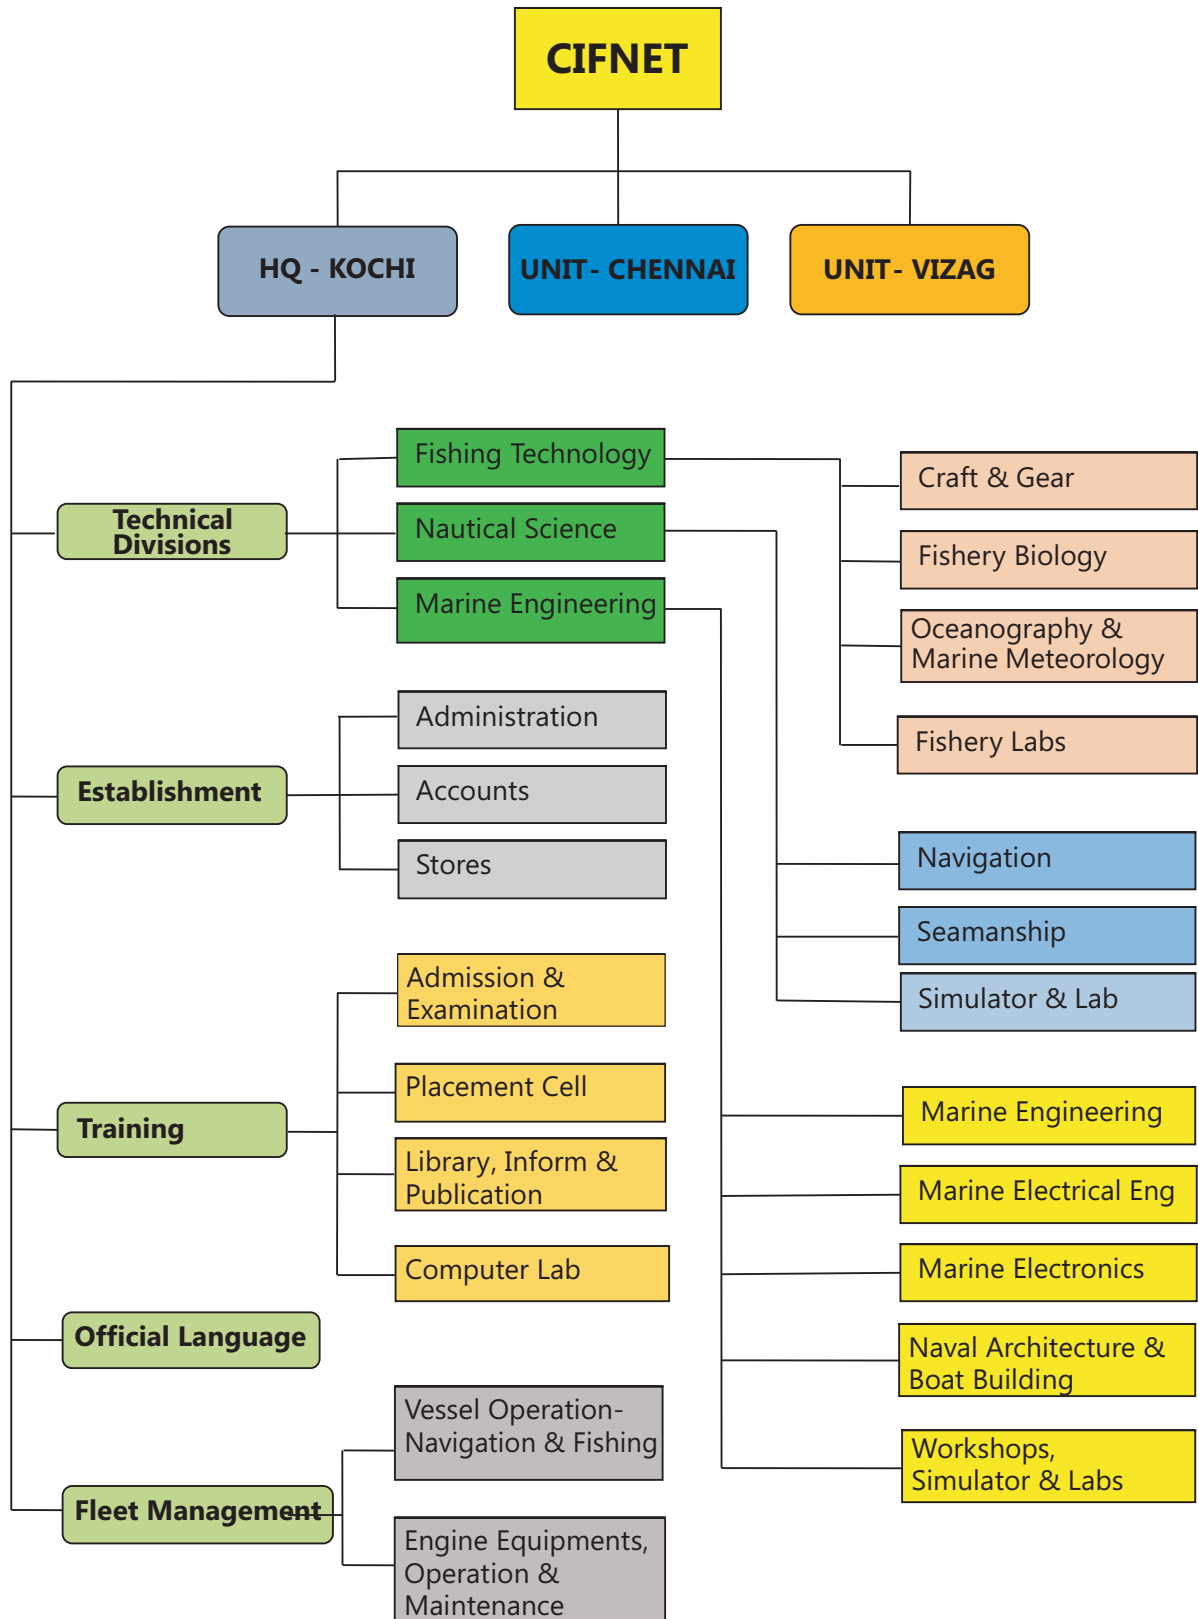 CIFNET
HQ - KOCHI
UNIT- CHENNAI
UNIT- VIZAG
Technical
Divisions
Fishing Technology
Nautical Science
Marine Engineering
Craft & Gear
Fishery Biology
Oceanography &
Marine Meteorology
Fishery Labs
Establishment
Administration
Accounts
Stores
Navigation
Seamanship
Simulator & Lab
Training
Admission &
Examination
Placement Cell
Library, Inform &
Publication
Computer Lab
Marine Engineering
Marine Electrical Eng
Marine Electronics
Naval Architecture &
Boat Building
Workshops,
Simulator & Labs
Official Language
Fleet Management
Vessel Operation-
Navigation & Fishing
Engine Equipments,
Operation &
Maintenance